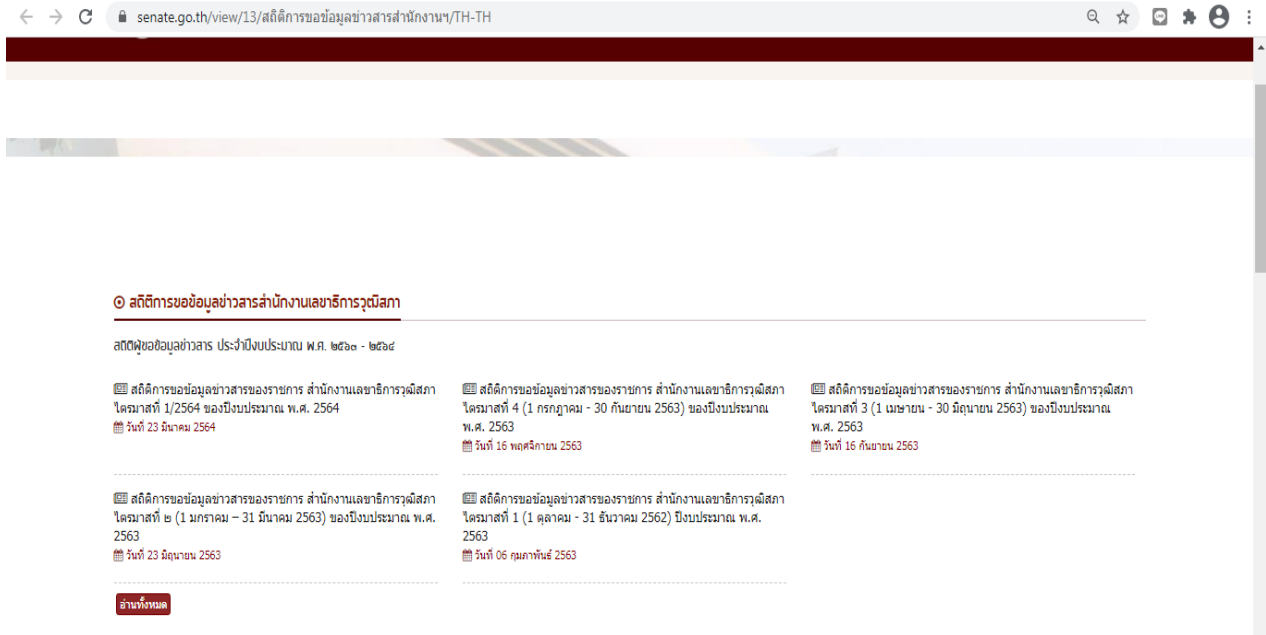 senate.go.th/view/13/สถิติการขอข้อมูลข่าวสารสำนักงานฯ/TH-TH
สถิติการขอข้อมูลข่าวสารสำนักงานเลขาธิการวุฒิสภา
สถิติผู้ขอข้อมูลข่าวสาร ประจำปีงบประมาณ พ.ศ. ๒๕๖๓ - ๒๕๖๔
สถิติการขอข้อมูลข่าวสารของราชการ สำนักงานเลขาธิการวุฒิสภา
ไตรมาสที่ 1/2564 ของปีงบประมาณ พ.ศ. 2564
วันที่ 23 มีนาคม 2564
สถิติการขอข้อมูลข่าวสารของราชการ สำนักงานเลขาธิการวุฒิสภา
ไตรมาสที่ 4 (1 กรกฎาคม - 30 กันยายน 2563) ของปีงบประมาณ
พ.ศ. 2563
วันที่ 16 พฤศจิกายน 2563
สถิติการขอข้อมูลข่าวสารของราชการ สำนักงานเลขาธิการวุฒิสภา
ไตรมาสที่ 3 (1 เมษายน - 30 มิถุนายน 2563) ของปีงบประมาณ
พ.ศ. 2563
วันที่ 16 กันยายน 2563
สถิติการขอข้อมูลข่าวสารของราชการ สำนักงานเลขาธิการวุฒิสภา
ไตรมาสที่ ๒ (1 มกราคม – 31 มีนาคม 2563) ของปีงบประมาณ พ.ศ.
2563
วันที่ 23 มิถุนายน 2563
สถิติการขอข้อมูลข่าวสารของราชการ สำนักงานเลขาธิการวุฒิสภา
ไตรมาสที่ 1 (1 ตุลาคม - 31 ธันวาคม 2562) ปีงบประมาณ พ.ศ.
2563
วันที่ 06 กุมภาพันธ์ 2563
อ่านทั้งหมด